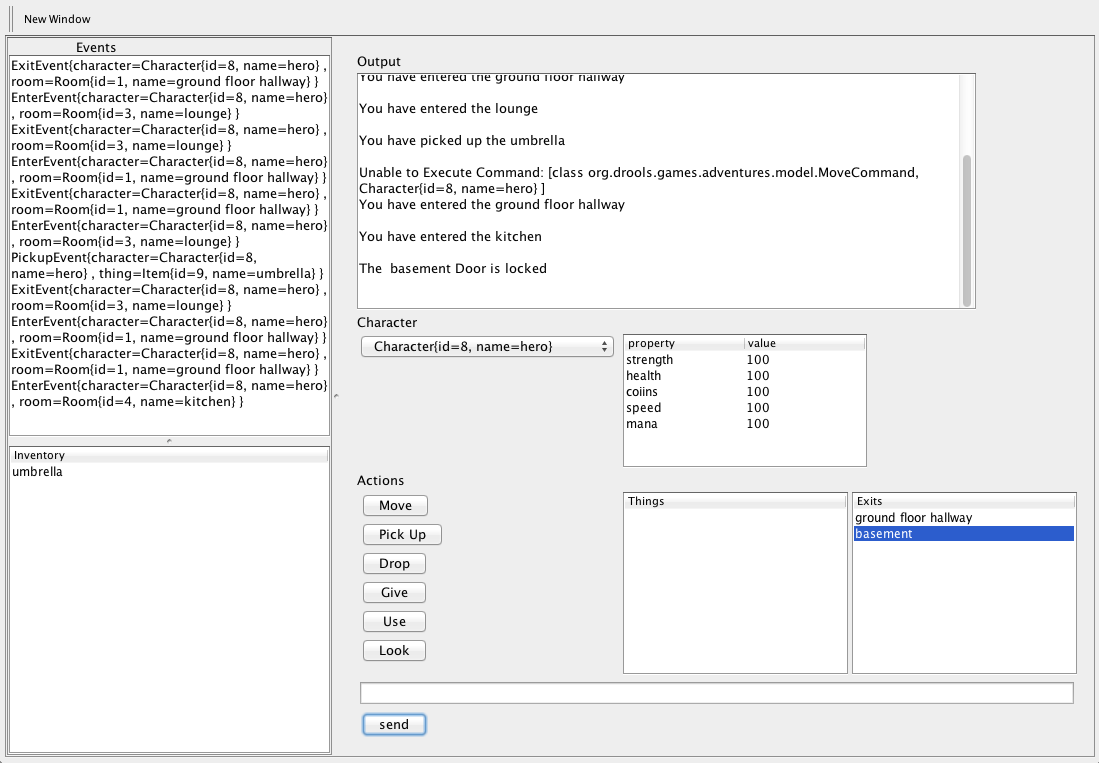 New Window
Events
ExitEvent{character=Character{id=8, name=hero} ,
room=Room{id=1, name=ground floor hallway} }
EnterEvent{character=Character{id=8, name=hero}
, room=Room{id=3, name=lounge} }
ExitEvent{character=Character{id=8, name=hero} ,
room=Room{id=3, name=lounge} }
EnterEvent{character=Character{id=8, name=hero}
, room=Room{id=1, name=ground floor hallway} }
ExitEvent{character=Character{id=8, name=hero} ,
room=Room{id=1, name=ground floor hallway} }
EnterEvent{character=Character{id=8, name=hero}
, room=Room{id=3, name=lounge} }
PickupEvent{character=Character{id=8,
name=hero} , thing=Item{id=9, name=umbrella} }
ExitEvent{character=Character{id=8, name=hero} ,
room=Room{id=3, name=lounge} }
EnterEvent{character=Character{id=8, name=hero}
, room=Room{id=1, name=ground floor hallway} }
ExitEvent{character=Character{id=8, name=hero} ,
room=Room{id=1, name=ground floor hallway} }
EnterEvent{character=Character{id=8, name=hero}
, room=Room{id=4, name=kitchen} }
Inventory
umbrella
Output
You have entered the ground floor hallway
You have entered the lounge
You have picked up the umbrella
Unable to Execute Command: [class org.drools.games.adventures.model.MoveCommand,
Character{id=8, name=hero} ]
You have entered the ground floor hallway
You have entered the kitchen
The  basement Door is locked
Character
Character{id=8, name=hero}
property value
strength 100
health 100
coiins 100
speed 100
mana 100
Actions
Move
Pick Up
Drop
Give
Use
Look
Things
Exits
ground floor hallway
basement
send